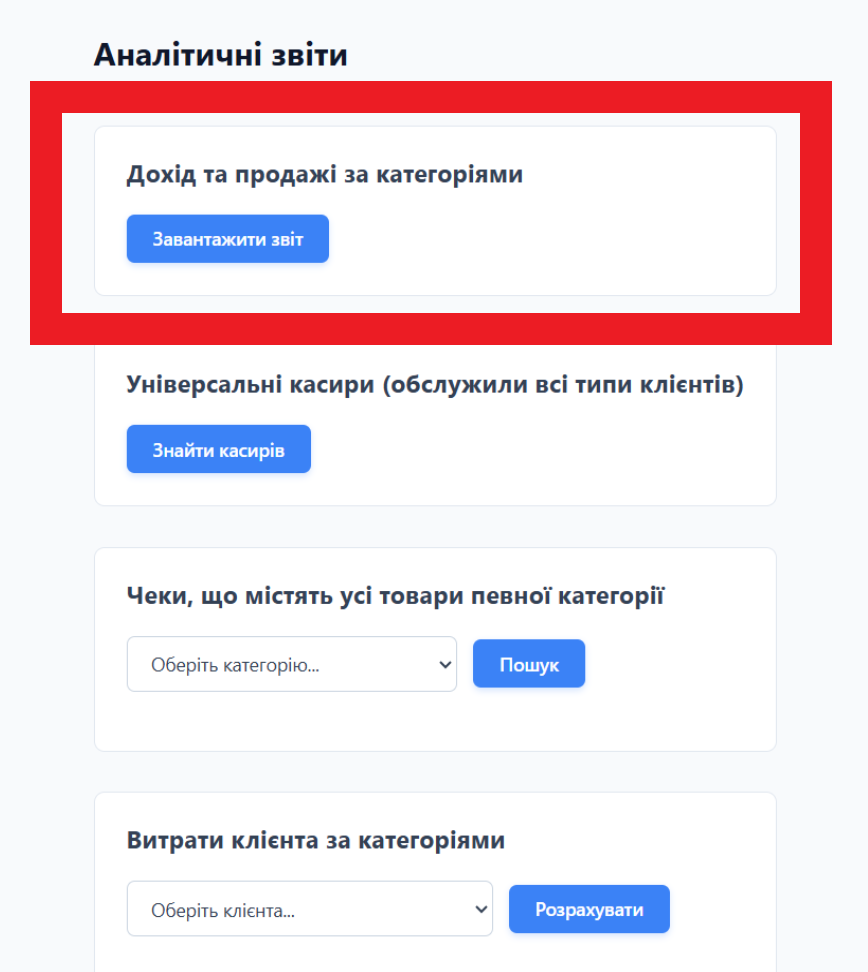 Аналітичні звіти
Дохід та продажі за категоріями
Завантажити звіт
Універсальні касири (обслужили всі типи клієнтів)
Знайти касирів
Чеки, що містять усі товари певної категорії
Оберіть категорію...
Пошук
Витрати клієнта за категоріями
Оберіть клієнта...
Розрахувати